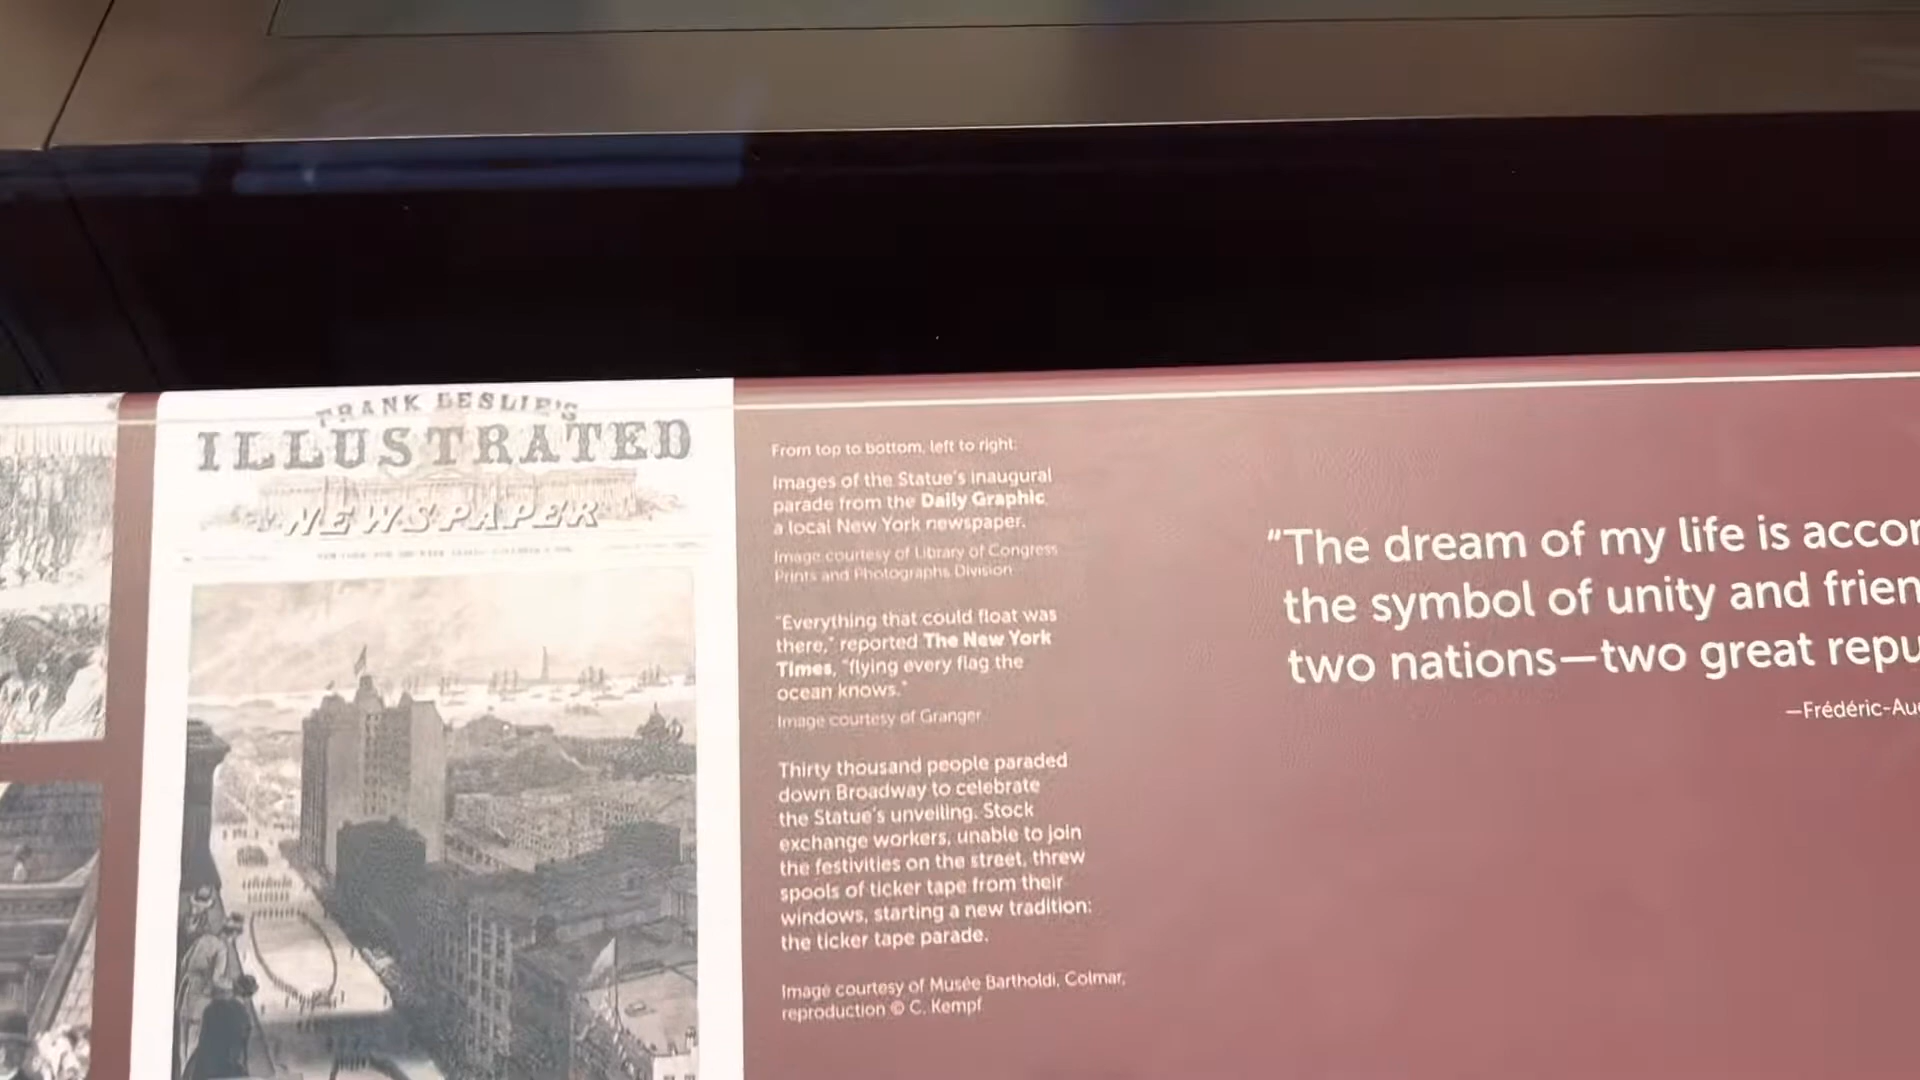 FRANK LESLIE'S
ILLUSTRATED
NEWSPAPER
From top to bottom, left to right:
Images of the Statue's inaugural
parade from the Daily Graphic
a local New York newspaper.
Image courtesy of Library of Congress
Prints and Photographs Division
"Everything that could float was
there," reported The New York
Times, "flying every flag the
ocean knows."
Image courtesy of Granger
Thirty thousand people paraded
down Broadway to celebrate
the Statue's unveiling. Stock
exchange workers, unable to join
the festivities on the street, threw
spools of ticker tape from their
windows, starting a new tradition:
the ticker tape parade.
Image courtesy of Musée Bartholdi, Colmar,
reproduction © C. Kempf
"The dream of my life is accor
the symbol of unity and frien
two nations—two great repu
—Frédéric-Au